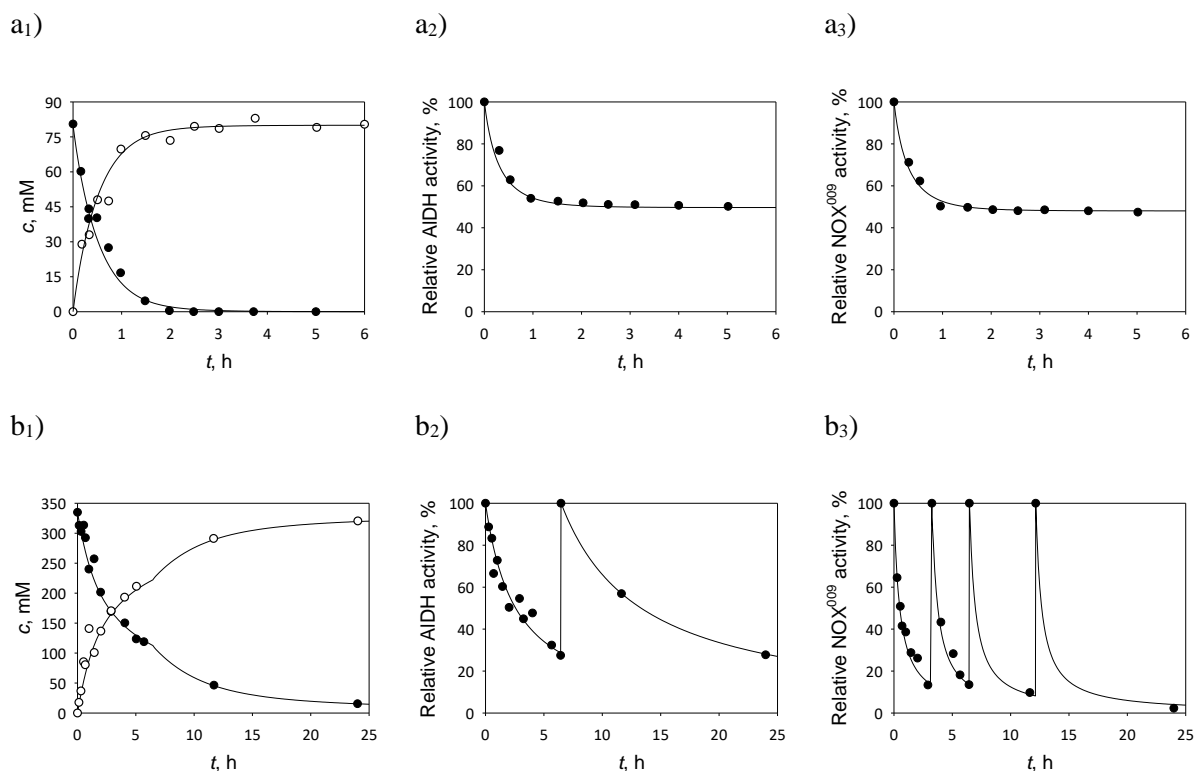 a₁)
a₂)
a₃)
90
75
60
45
30
15
0
c, mM
0 1 2 3 4 5 6
t, h
100
80
60
40
20
0
Relative AlDH activity, %
0 1 2 3 4 5 6
t, h
100
80
60
40
20
0
Relative NOX⁰⁰⁹ activity, %
0 1 2 3 4 5 6
t, h
b₁)
b₂)
b₃)
350
300
250
200
150
100
50
0
c, mM
0 5 10 15 20 25
t, h
100
80
60
40
20
0
Relative AlDH activity, %
0 5 10 15 20 25
t, h
100
80
60
40
20
0
Relative NOX⁰⁰⁹ activity, %
0 5 10 15 20 25
t, h